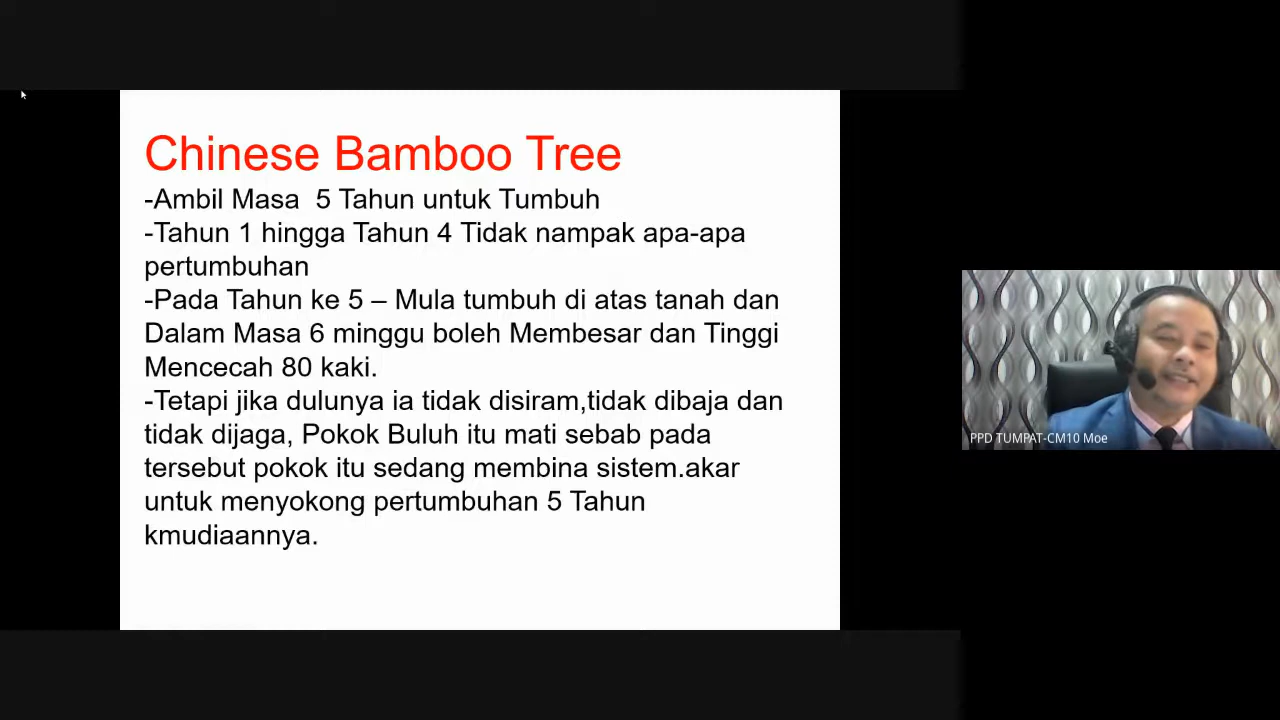 Chinese Bamboo Tree
-Ambil Masa  5 Tahun untuk Tumbuh
-Tahun 1 hingga Tahun 4 Tidak nampak apa-apa
pertumbuhan
-Pada Tahun ke 5 – Mula tumbuh di atas tanah dan
Dalam Masa 6 minggu boleh Membesar dan Tinggi
Mencecah 80 kaki.
-Tetapi jika dulunya ia tidak disiram,tidak dibaja dan
tidak dijaga, Pokok Buluh itu mati sebab pada
tersebut pokok itu sedang membina sistem.akar
untuk menyokong pertumbuhan 5 Tahun
kmudiaannya.
PPD TUMPAT-CM10 Moe